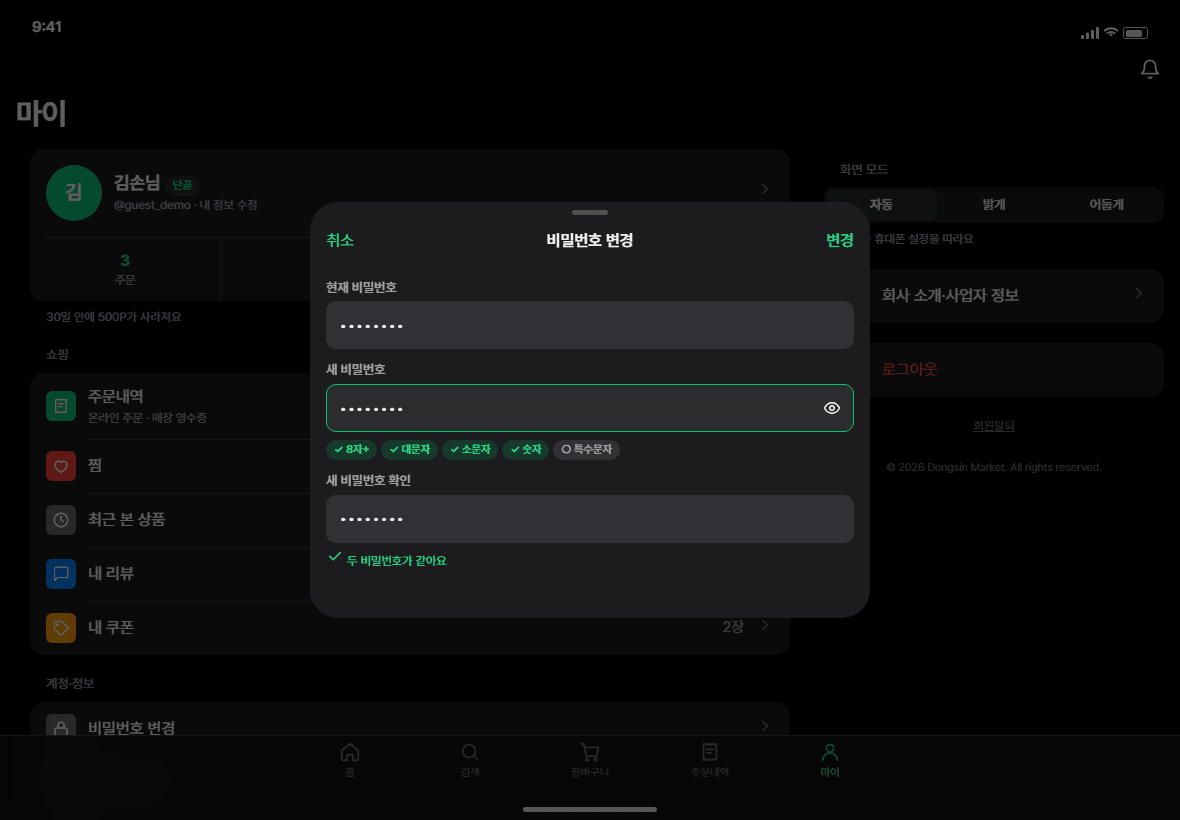 9:41
마이
김
김손님 단골
@guest_demo · 내 정보 수정
3
주문
30일 안에 500P가 사라져요
쇼핑
주문내역
온라인 주문 · 매장 영수증
찜
최근 본 상품
내 리뷰
내 쿠폰
2장
계정·정보
비밀번호 변경
취소
비밀번호 변경
변경
현재 비밀번호
••••••••
새 비밀번호
••••••••
8자+ 대문자 소문자 숫자 특수문자
새 비밀번호 확인
••••••••
두 비밀번호가 같아요
화면 모드
자동 밝게 어둡게
휴대폰 설정을 따라요
회사 소개·사업자 정보
로그아웃
회원탈퇴
© 2026 Dongsin Market. All rights reserved.
홈 검색 장바구니 주문내역 마이